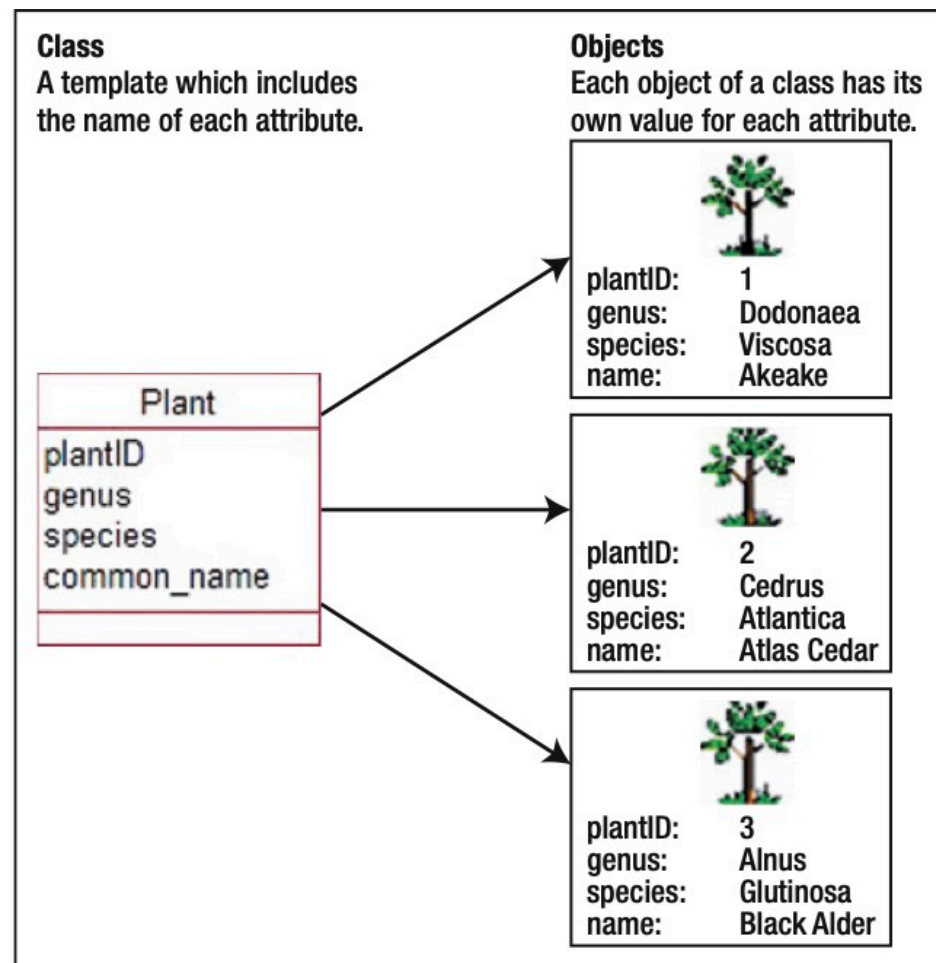 Class
A template which includes
the name of each attribute.
Plant
plantID
genus
species
common_name
Objects
Each object of a class has its
own value for each attribute.
plantID: 1
genus: Dodonaea
species: Viscosa
name: Akeake
plantID: 2
genus: Cedrus
species: Atlantica
name: Atlas Cedar
plantID: 3
genus: Alnus
species: Glutinosa
name: Black Alder